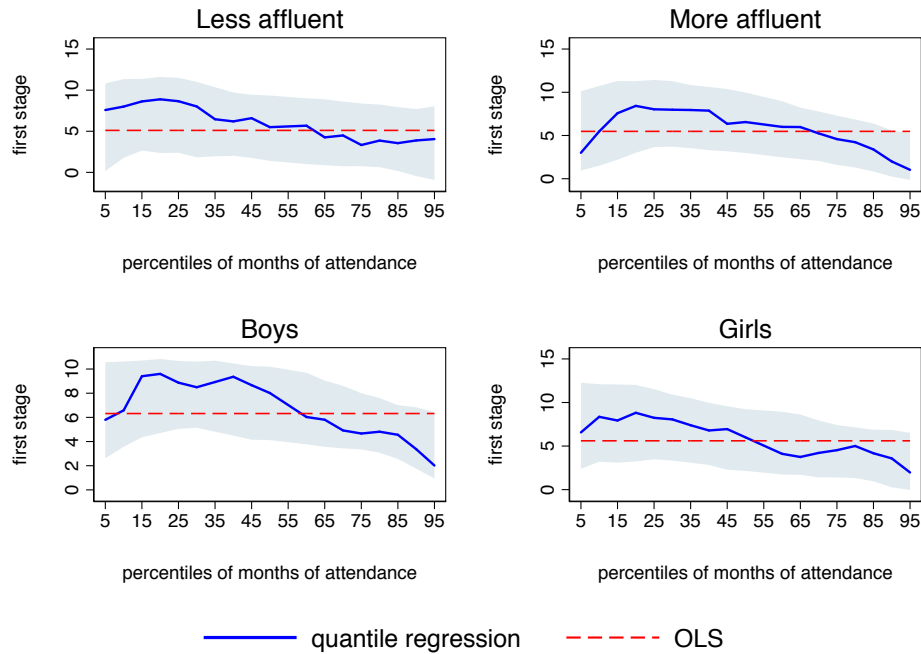 Less affluent
first stage
15
10
5
0
5 15 25 35 45 55 65 75 85 95
percentiles of months of attendance
More affluent
first stage
15
10
5
0
5 15 25 35 45 55 65 75 85 95
percentiles of months of attendance
Boys
first stage
10
8
6
4
2
0
5 15 25 35 45 55 65 75 85 95
percentiles of months of attendance
Girls
first stage
15
10
5
0
5 15 25 35 45 55 65 75 85 95
percentiles of months of attendance
quantile regression OLS